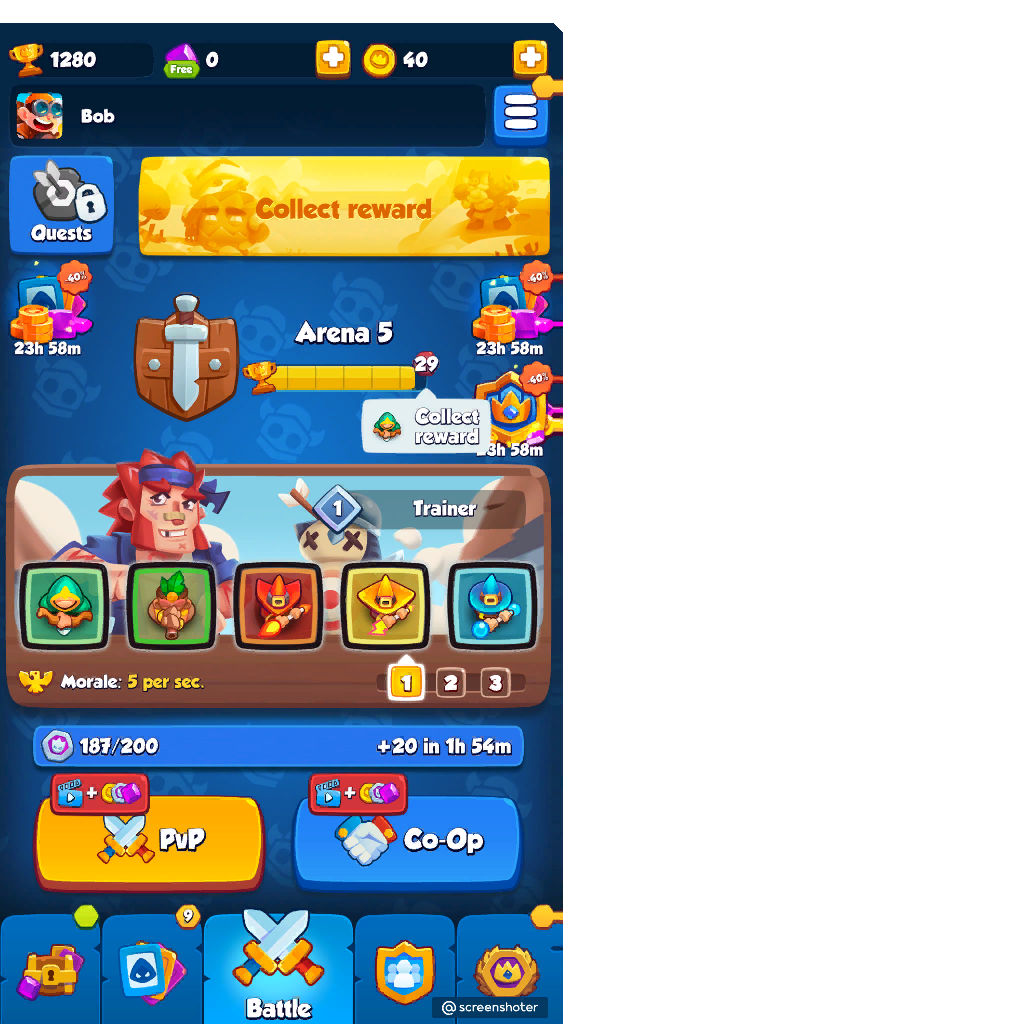 1280
Free
0
40
Bob
Quests
Collect reward
-40%
23h 58m
Arena 5
29
-40%
23h 58m
Collect
reward
-40%
23h 58m
1
Trainer
Morale: 5 per sec.
1
2
3
187/200
+20 in 1h 54m
+
PvP
+
Co-Op
9
Battle
@screenshoter